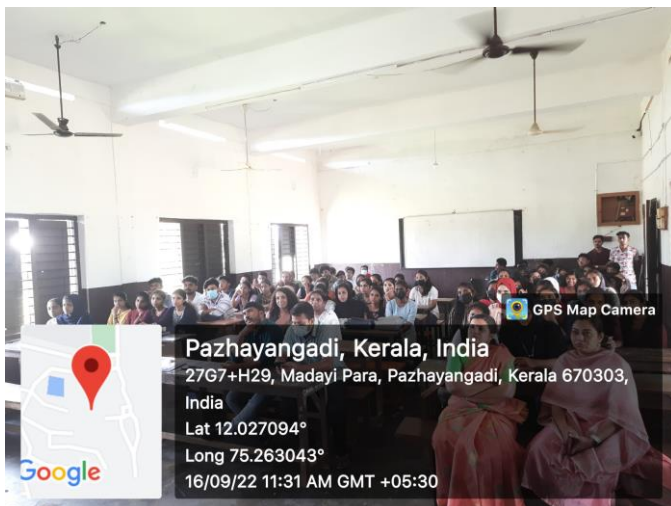 GPS Map Camera
Pazhayangadi, Kerala, India
27G7+H29, Madayi Para, Pazhayangadi, Kerala 670303,
India
Lat 12.027094°
Long 75.263043°
16/09/22 11:31 AM GMT +05:30
Google